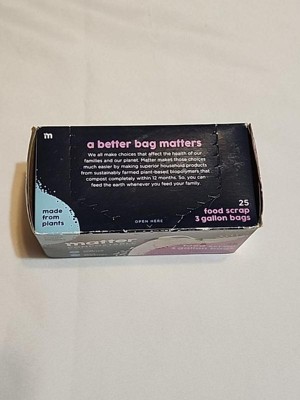 m
a better bag matters
We all make choices that affect the health of our
families and our planet. Matter makes those choices
much easier by making superior household products
from sustainably farmed plant-based biopolymers that
compost completely within 12 months. So, you can
feed the earth whenever you feed your family.
made
from
plants
OPEN HERE
25
food scrap
3 gallon bags
matter